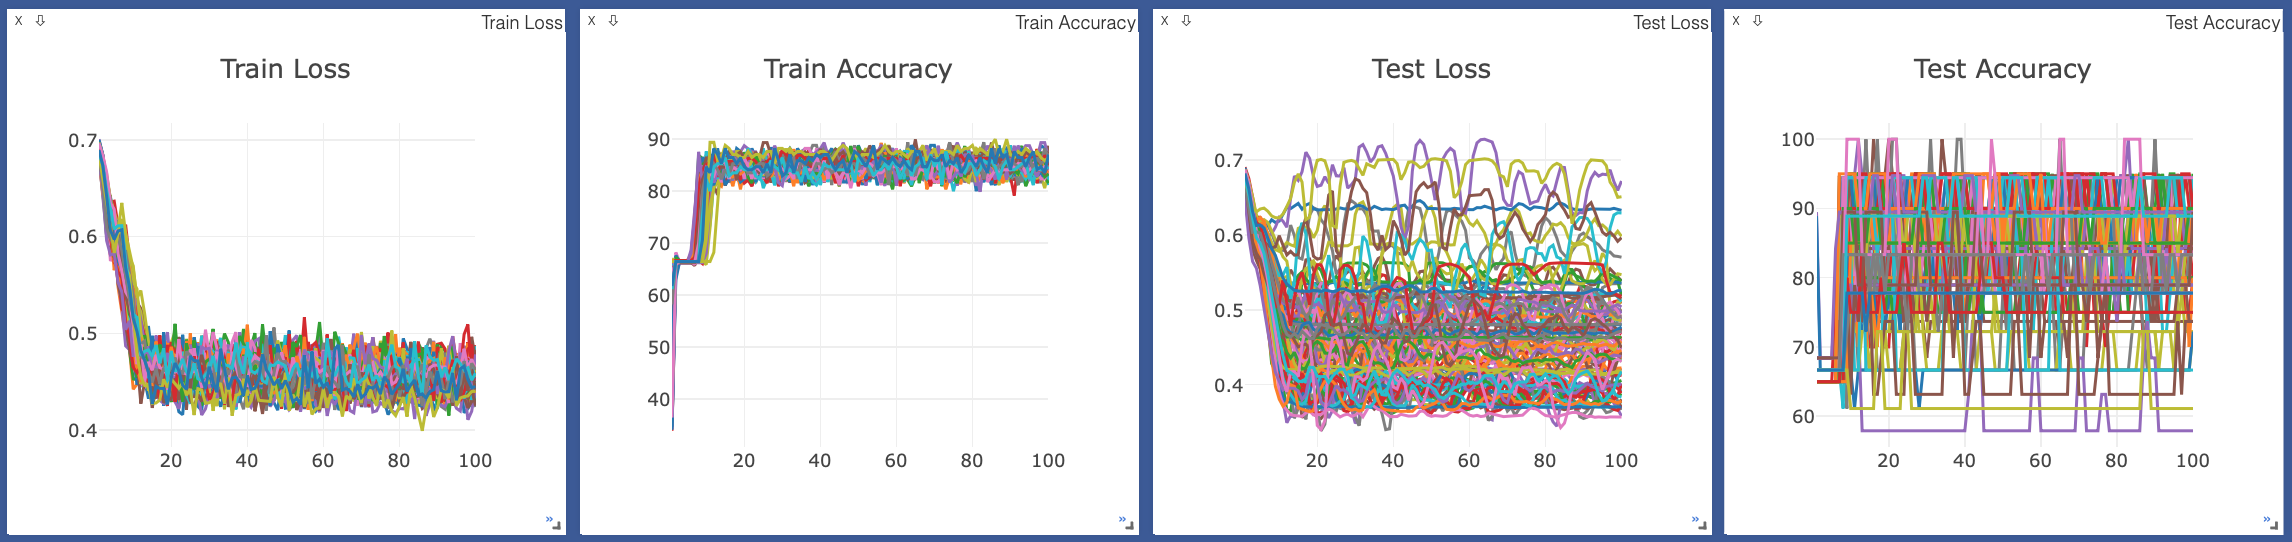 X ⇩ Train Loss
Train Loss
0.7
0.6
0.5
0.4
20 40 60 80 100
»
X ⇩ Train Accuracy
Train Accuracy
90
80
70
60
50
40
20 40 60 80 100
»
X ⇩ Test Loss
Test Loss
0.7
0.6
0.5
0.4
20 40 60 80 100
»
X ⇩ Test Accuracy
Test Accuracy
100
90
80
70
60
20 40 60 80 100
»